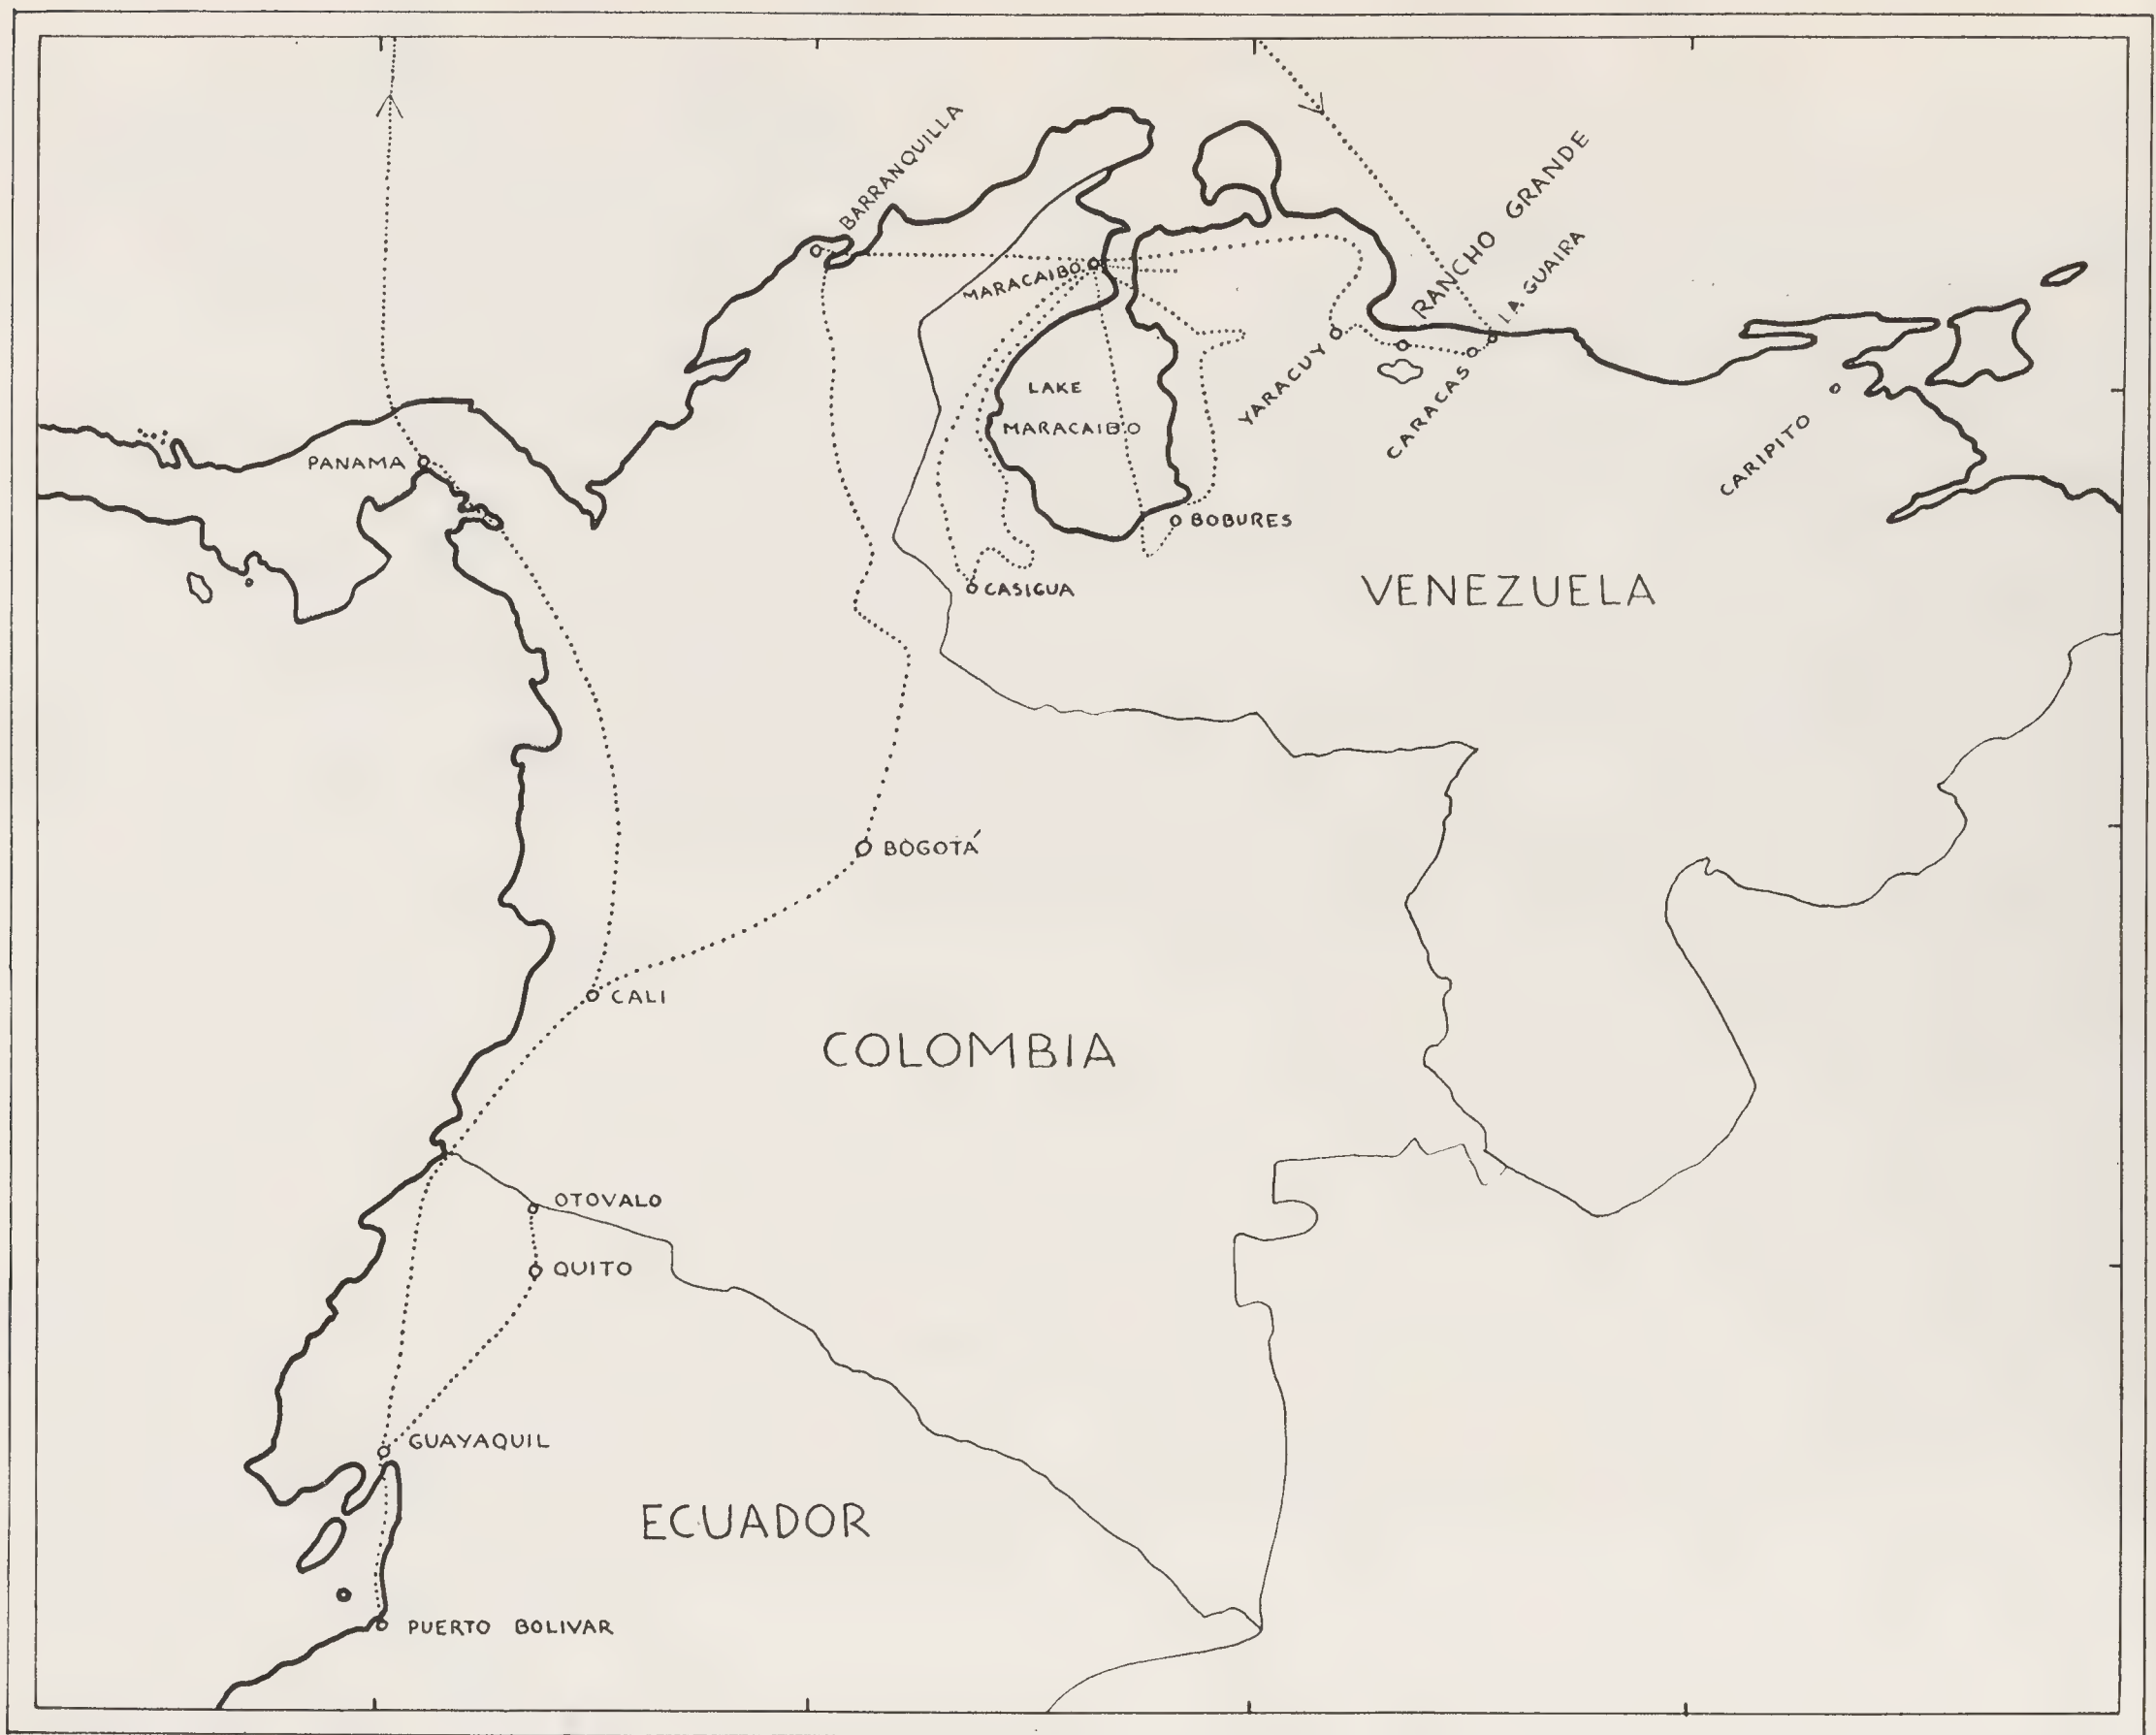 BARRANQUILLA
RANCHO GRANDE
LA GUAIRA
MARACAIBO
YARACUY
CARACAS
LAKE
MARACAIBO
CARIPITO
PANAMA
BOBURES
CASIGUA
VENEZUELA
BOGOTÁ
CALI
COLOMBIA
OTOVALO
QUITO
GUAYAQUIL
ECUADOR
PUERTO BOLIVAR